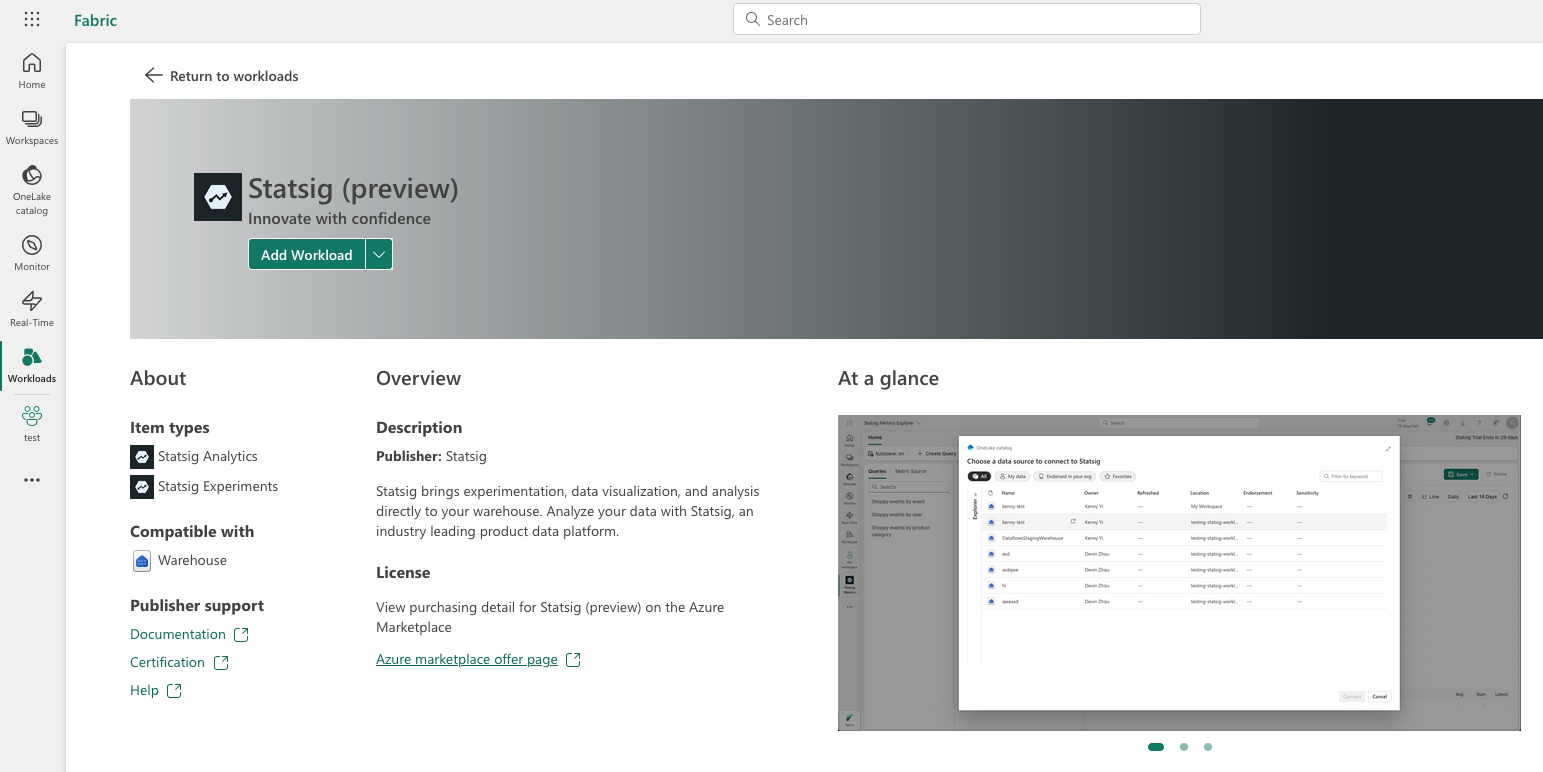 Fabric
Search
Home
Workspaces
OneLake
catalog
Monitor
Real-Time
Workloads
test
Return to workloads
Statsig (preview)
Innovate with confidence
Add Workload
About
Item types
Statsig Analytics
Statsig Experiments
Compatible with
Warehouse
Publisher support
Documentation
Certification
Help
Overview
Description
Publisher: Statsig
Statsig brings experimentation, data visualization, and analysis
directly to your warehouse. Analyze your data with Statsig, an
industry leading product data platform.
License
View purchasing detail for Statsig (preview) on the Azure
Marketplace
Azure marketplace offer page
At a glance
Statsig Metrics Explorer
Search
Home
Statsig Trial Ends in 29 days
Autosave: on
+ Create Query
Queries Metric Source
Search
Shoppy events by event
Shoppy events by user
Shoppy events by product
category
Save
Delete
Line Daily Last 14 Days
Avg Sum Latest
OneLake catalog
Choose a data source to connect to Statsig
All My data Endorsed in your org Favorites
Filter by keyword
Explorer
Name Owner Refreshed Location Endorsement Sensitivity
kenny-test Kenny Yi — My Workspace — —
kenny-test Kenny Yi — testing-statsig-workl... — —
DataflowsStagingWarehouse Kenny Yi — testing-statsig-workl... — —
asd Devin Zhou — testing-statsig-workl... — —
asdqwe Devin Zhou — testing-statsig-workl... — —
hi Devin Zhou — testing-statsig-workl... — —
qweasd Devin Zhou — testing-statsig-workl... — —
Connect Cancel